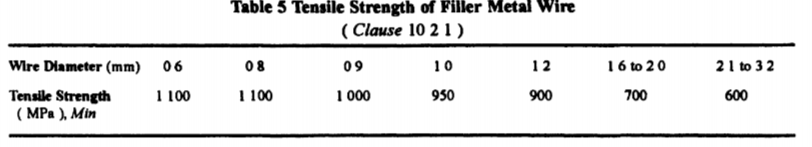 Table 5 Tensile Strength of Filler Metal Wire
( Clause 10 2 1 )
Wire Diameter (mm) 0 6 0 8 0 9 1 0 1 2 1 6 to 2 0 2 1 to 3 2
Tensile Strength 1 100 1 100 1 000 950 900 700 600
( MPa ), Min